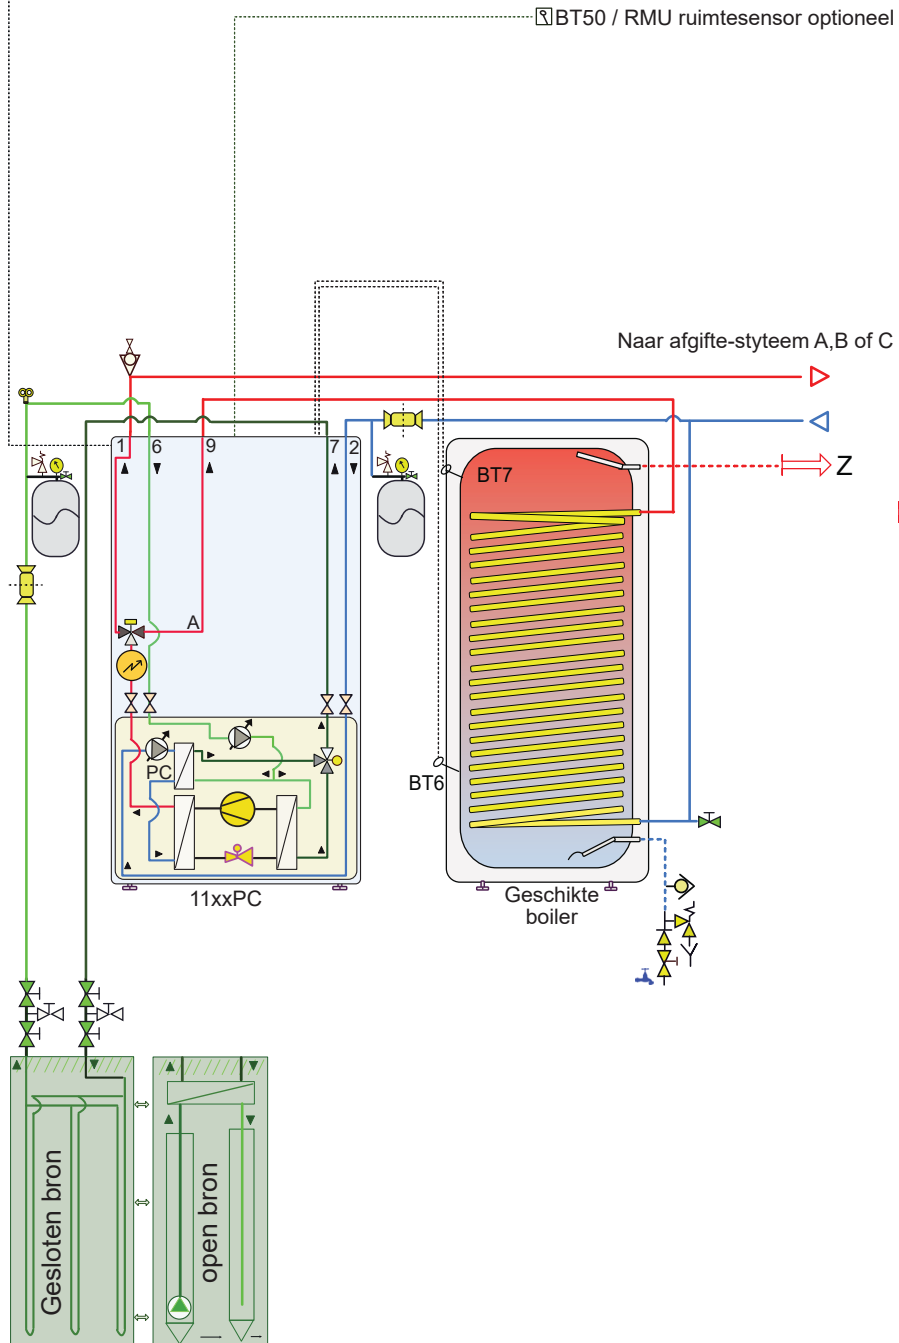 BT50 / RMU ruimtesensor optioneel
Naar afgifte-styteem A,B of C
1 6 9 7 2
BT7
Z
A
PC
BT6
11xxPC
Geschikte
boiler
Gesloten bron
open bron